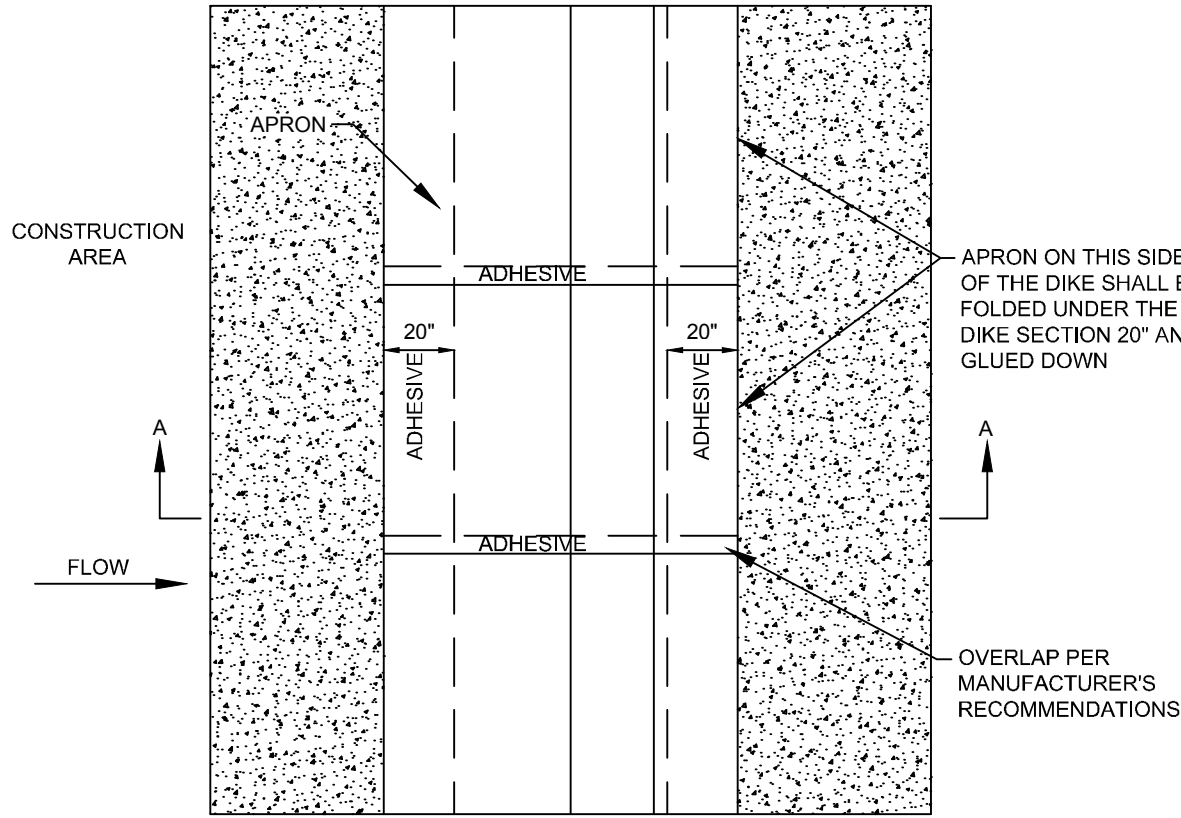 APRON
CONSTRUCTION
AREA
ADHESIVE
APRON ON THIS SIDE
OF THE DIKE SHALL
FOLDED UNDER THE
DIKE SECTION 20"
GLUED DOWN
20"
20"
ADHESIVE
ADHESIVE
A
A
ADHESIVE
FLOW
OVERLAP PER
MANUFACTURER'S
RECOMMENDATIONS